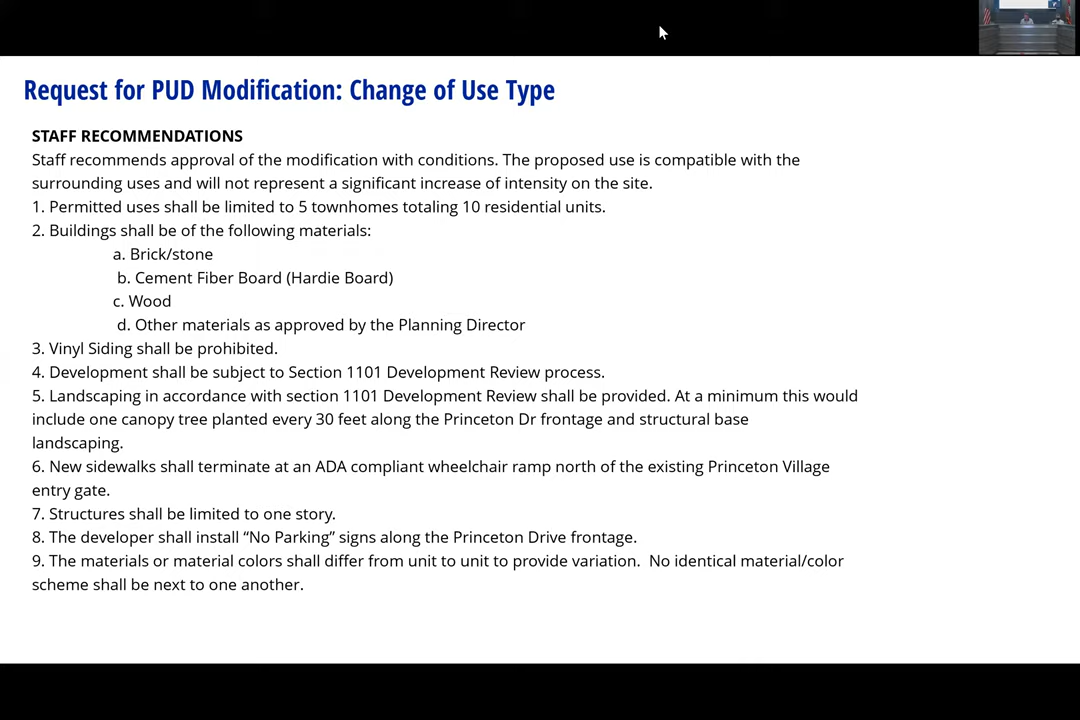 Request for PUD Modification: Change of Use Type
STAFF RECOMMENDATIONS
Staff recommends approval of the modification with conditions. The proposed use is compatible with the
surrounding uses and will not represent a significant increase of intensity on the site.
1. Permitted uses shall be limited to 5 townhomes totaling 10 residential units.
2. Buildings shall be of the following materials:
a. Brick/stone
b. Cement Fiber Board (Hardie Board)
c. Wood
d. Other materials as approved by the Planning Director
3. Vinyl Siding shall be prohibited.
4. Development shall be subject to Section 1101 Development Review process.
5. Landscaping in accordance with section 1101 Development Review shall be provided. At a minimum this would
include one canopy tree planted every 30 feet along the Princeton Dr frontage and structural base
landscaping.
6. New sidewalks shall terminate at an ADA compliant wheelchair ramp north of the existing Princeton Village
entry gate.
7. Structures shall be limited to one story.
8. The developer shall install “No Parking” signs along the Princeton Drive frontage.
9. The materials or material colors shall differ from unit to unit to provide variation.  No identical material/color
scheme shall be next to one another.